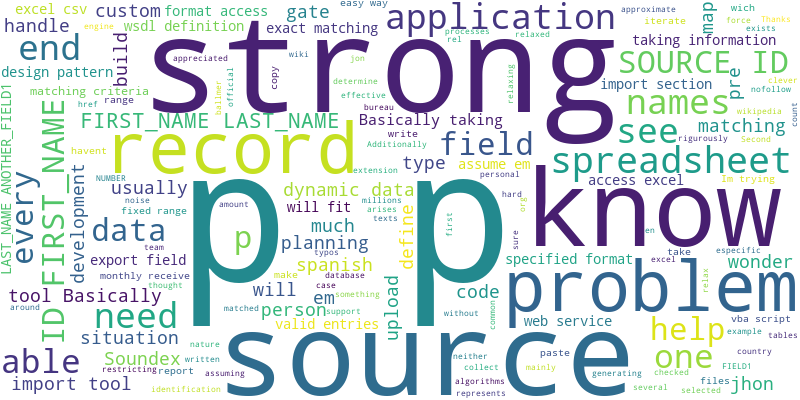 excel csv
custom
format access
gate
application
easy way
approximate
wich
handle
wsdl definition
exact matching
strong
map
iterate
force
Thanks
engine
processes
relaxed
exists
end
build
appreciated
wiki
jon
rel
SOURCE ID
taking information
design pattern
copy
official
determine
relaxing
pre
import section
clever
matching criteria
range
ballmer
effective
names
nofollow
href
FIRST_NAME LAST_NAME
Basically taking
bureau
wikipedia
count
LAST_NAME ANOTHER_FIELD1
ID FIRST_NAME
havent
write
field
see
matching
Second
rigurously
record
Additionally
type
assume em
spreadsheet
every
development
NUMBER
usually
dynamic data
extension
personal
access excel
Im trying
data
noise
fixed range
p p
amount
millions
arises
texts
will fit
define
hard
org
first
know
team
p
much
planning
typos
sure
en
take
especific
export field
spanish
database
specified format
wonder
tool Basically
monthly receive
thought
make
case
something
support
upload
code
problem
excel
relax
vba script
need
around
will
em
matched
without
web service
example
tables
situation
person
common
paste
help
country
able
Soundex
nature
written
valid entries
source
neither
collect
mainly
one
FIELD1
checked
import tool
report
restricting
assuming
identification
algorithms
represents
generating
several
files
selected
jhon